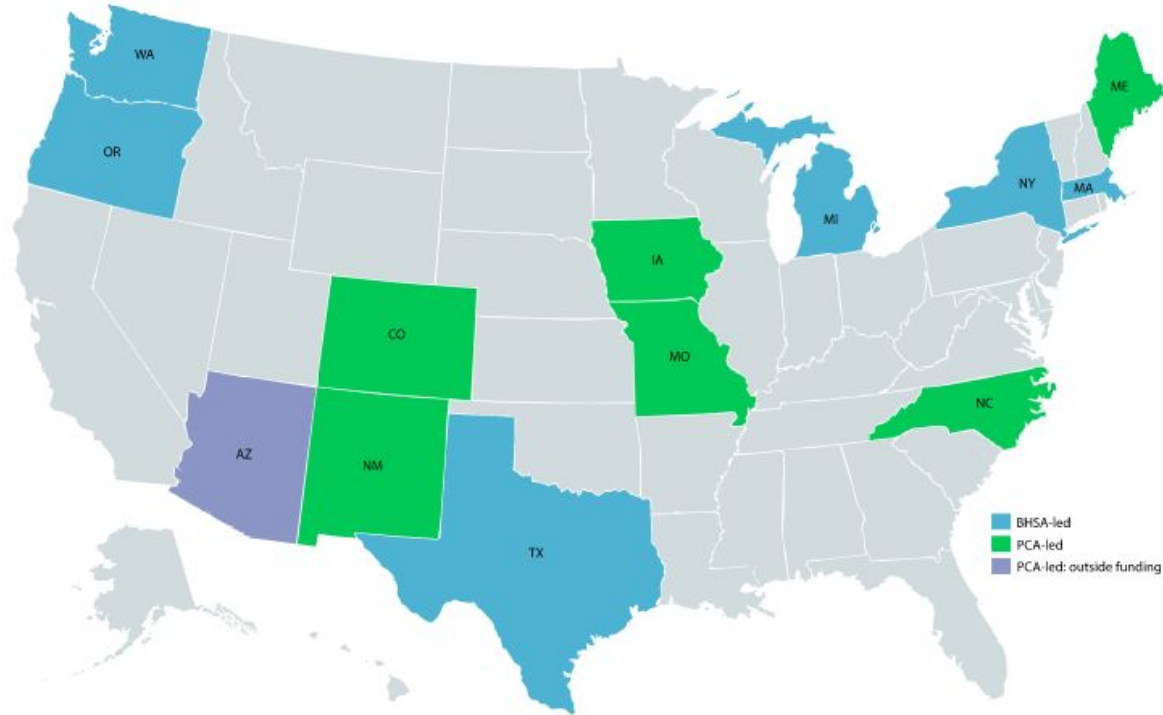 WA
ME
OR
NY
MA
MI
IA
CO
MO
NC
AZ
NM
TX
BHSA-led
PCA-led
PCA-led: outside funding